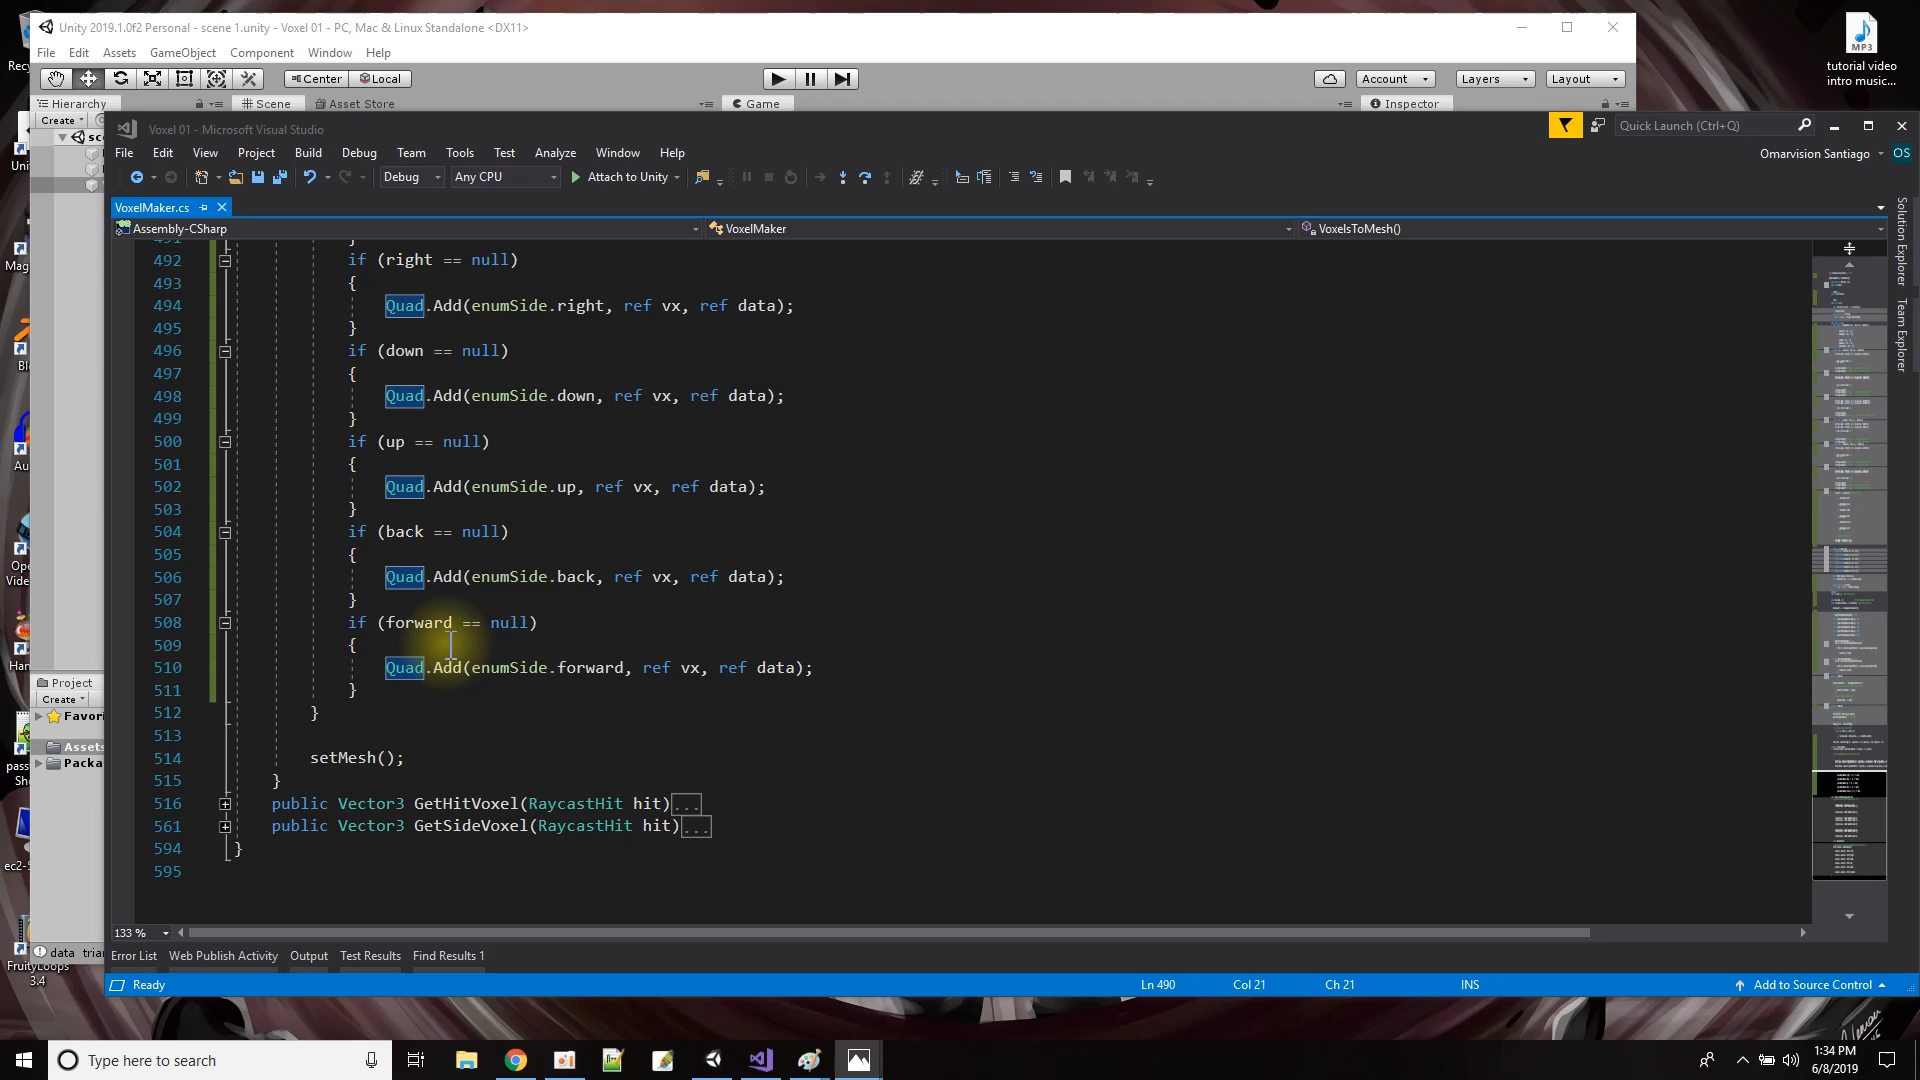 Unity 2019.1.0f2 Personal - scene 1.unity - Voxel 01 - PC, Mac & Linux Standalone <DX11>
File Edit Assets GameObject Component Window Help
Center Local Account Layers Layout
Hierarchy Scene Asset Store Game Inspector
Create
MP3
tutorial video
intro music...
Voxel 01 - Microsoft Visual Studio
Quick Launch (Ctrl+Q)
File Edit View Project Build Debug Team Tools Test Analyze Window Help
Omarvision Santiago OS
Debug Any CPU Attach to Unity
VoxelMaker.cs
Assembly-CSharp VoxelMaker VoxelsToMesh()
491 }
492 if (right == null)
493 {
494 Quad.Add(enumSide.right, ref vx, ref data);
495 }
496 if (down == null)
497 {
498 Quad.Add(enumSide.down, ref vx, ref data);
499 }
500 if (up == null)
501 {
502 Quad.Add(enumSide.up, ref vx, ref data);
503 }
504 if (back == null)
505 {
506 Quad.Add(enumSide.back, ref vx, ref data);
507 }
508 if (forward == null)
509 {
510 Quad.Add(enumSide.forward, ref vx, ref data);
511 }
512 }
513
514 setMesh();
515 }
516 public Vector3 GetHitVoxel(RaycastHit hit)...
561 public Vector3 GetSideVoxel(RaycastHit hit)...
594 }
595
Solution Explorer
Team Explorer
Project
Create
Favori
Assets
Packa
data trian
FruityLoops
3.4
133 %
Error List Web Publish Activity Output Test Results Find Results 1
Ready Ln 490 Col 21 Ch 21 INS Add to Source Control
Type here to search
1:34 PM
6/8/2019